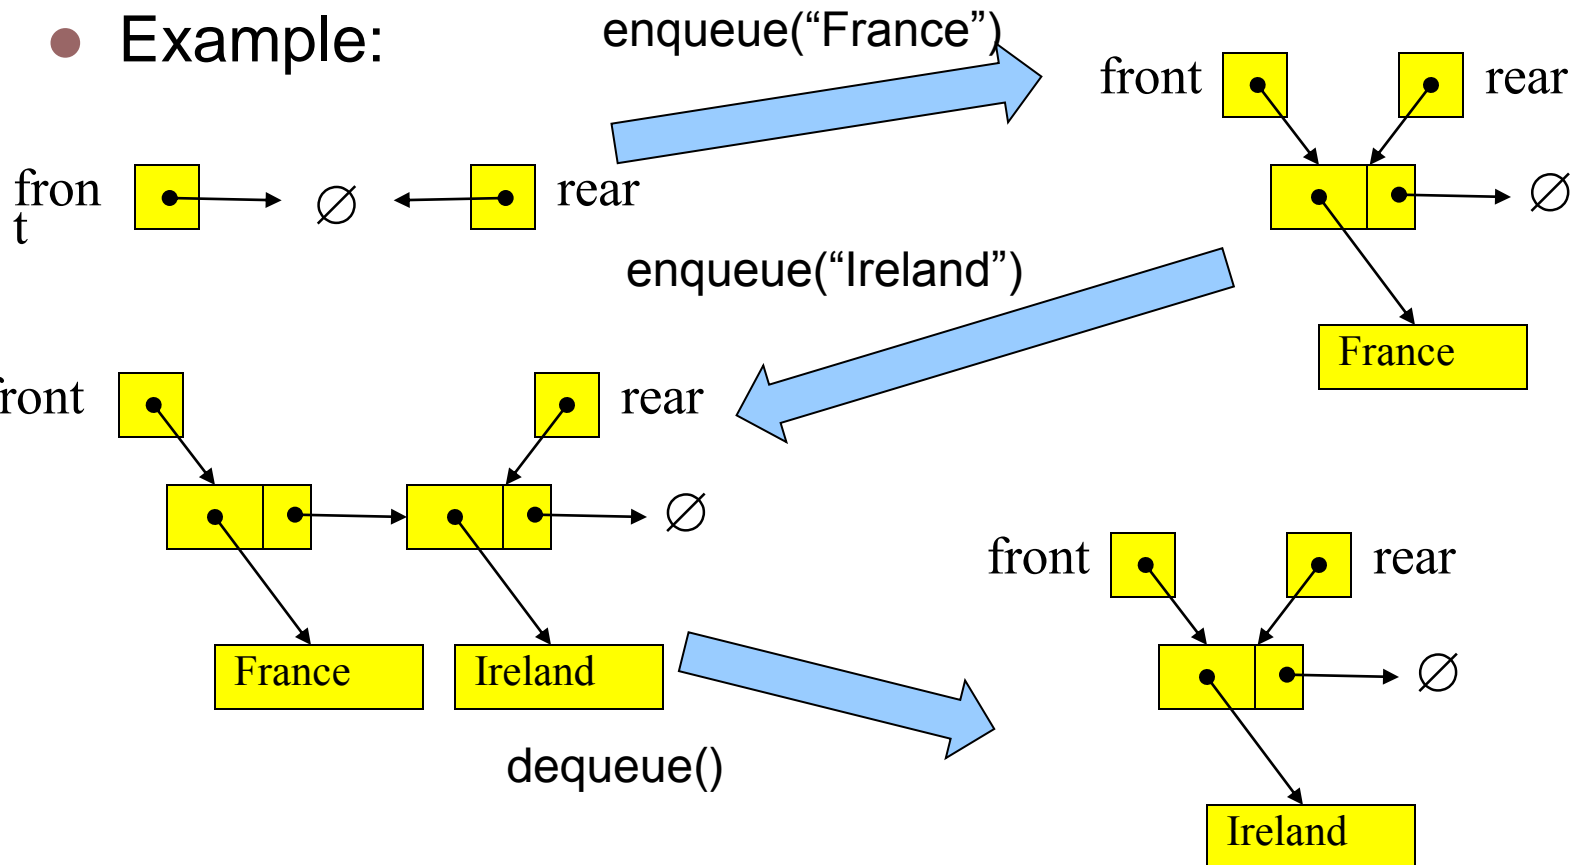 ● Example:
enqueue(“France”)
front
rear
fron
t
∅
rear
∅
enqueue(“Ireland”)
France
ront
rear
∅
front
rear
France
Ireland
∅
dequeue()
Ireland